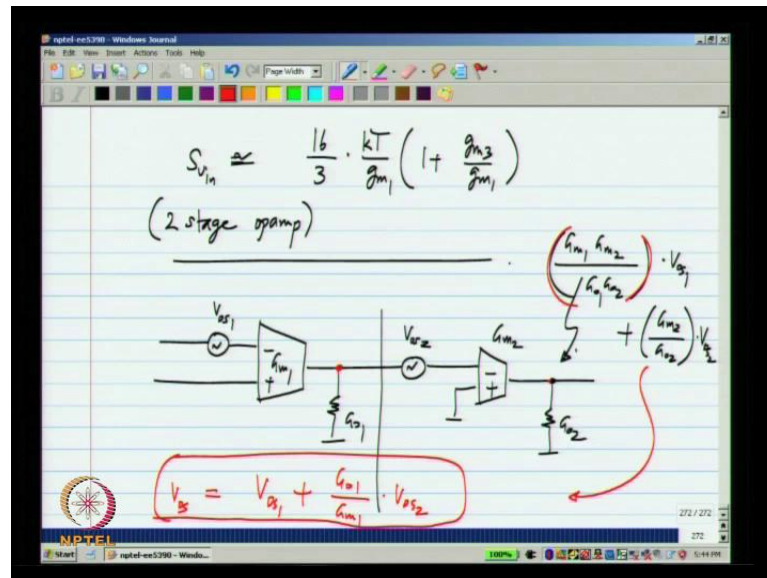 nptel-ee5390 - Windows Journal
File Edit View Insert Actions Tools Help
Page Width
S_Vin ≅ 16/3 · kT/gm1 (1 + gm3/gm1)
(2 stage opamp)
(Gm1 Gm2 / Go1 Go2) · Vos1
+ (Gm2/Go2) · Vos2
Vos1
Vos2
Gm2
- Gm1 +
- +
Go1
Go2
Vos = Vos1 + Go1/Gm1 · Vos2
272 / 272
272
NPTEL
Start
nptel-ee5390 - Windo...
100%
5:44 PM